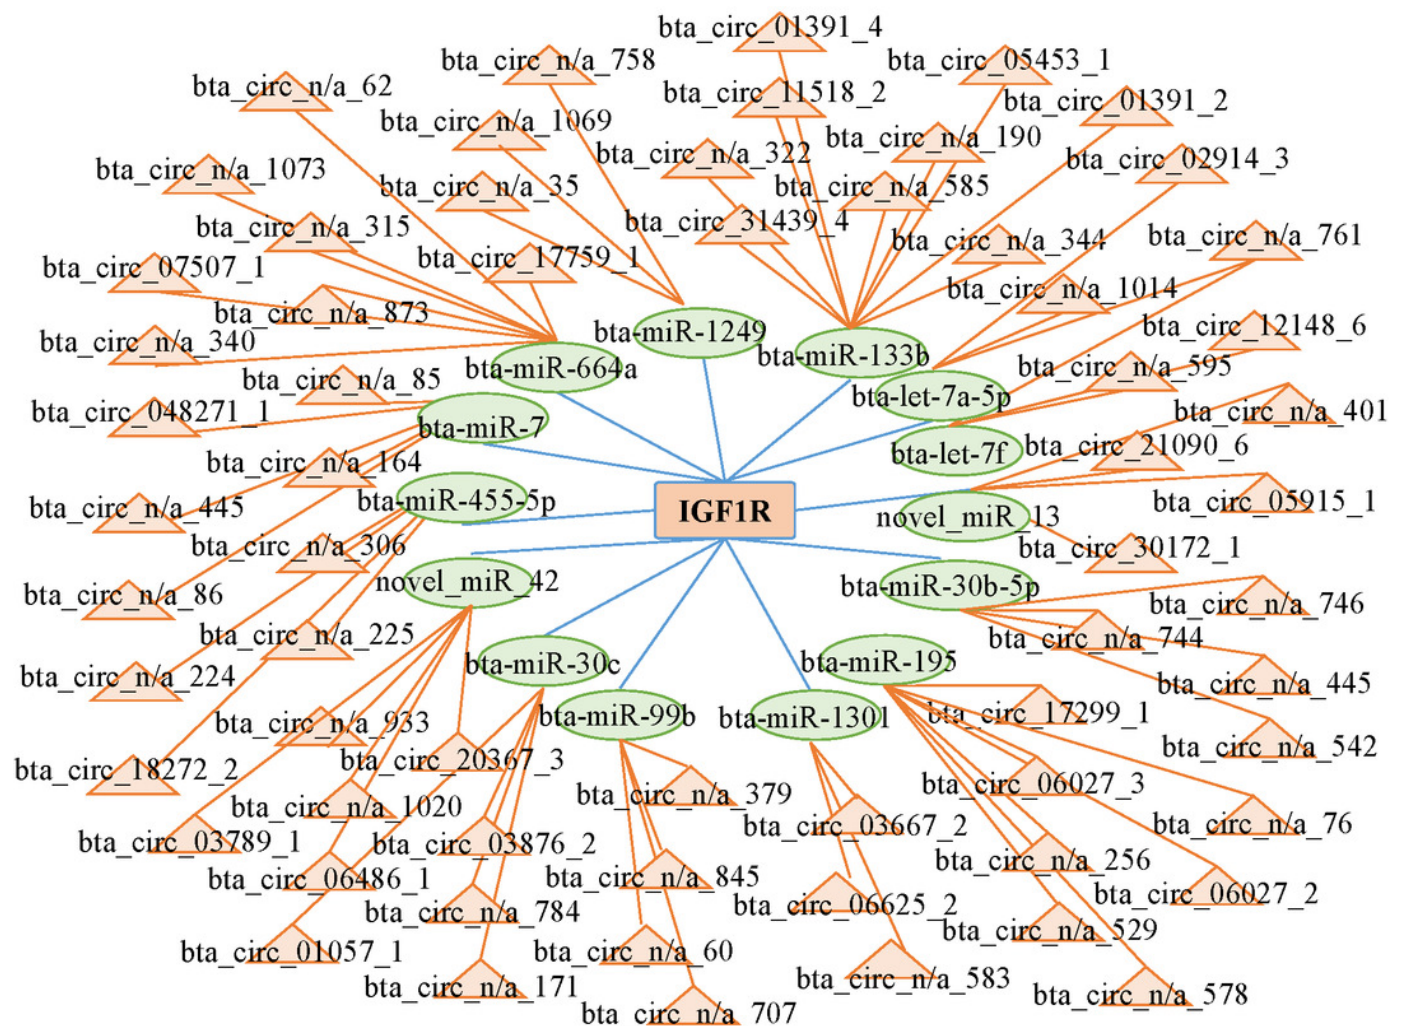 bta_circ_01391_4
bta_circ_n/a_758
bta_circ_05453_1
bta_circ_n/a_62
bta_circ_11518_2
bta_circ_01391_2
bta_circ_n/a_1069
bta_circ_n/a_190
bta_circ_n/a_322
bta_circ_02914_3
bta_circ_n/a_1073
bta_circ_n/a_35
bta_circ_n/a_585
bta_circ_31439_4
bta_circ_n/a_315
bta_circ_n/a_344
bta_circ_n/a_761
bta_circ_17759_1
bta_circ_07507_1
bta_circ_n/a_1014
bta_circ_n/a_873
bta_circ_12148_6
bta-miR-1249
bta_circ_n/a_340
bta-miR-133b
bta-miR-664a
bta_circ_n/a_595
bta_circ_n/a_85
bta-let-7a-5p
bta_circ_048271_1
bta_circ_n/a_401
bta-miR-7
bta_circ_21090_6
bta-let-7f
bta_circ_n/a_164
bta-miR-455-5p
bta_circ_05915_1
bta_circ_n/a_445
IGF1R
novel_miR_13
bta_circ_n/a_306
bta_circ_30172_1
novel_miR_42
bta-miR-30b-5p
bta_circ_n/a_86
bta_circ_n/a_746
bta_circ_n/a_225
bta_circ_n/a_744
bta-miR-30c
bta-miR-195
bta_circ_n/a_224
bta_circ_n/a_445
bta-miR-99b
bta-miR-1301
bta_circ_17299_1
bta_circ_n/a_933
bta_circ_n/a_542
bta_circ_20367_3
bta_circ_18272_2
bta_circ_06027_3
bta_circ_n/a_379
bta_circ_n/a_1020
bta_circ_03667_2
bta_circ_n/a_76
bta_circ_03789_1
bta_circ_03876_2
bta_circ_n/a_256
bta_circ_06486_1
bta_circ_n/a_845
bta_circ_06027_2
bta_circ_06625_2
bta_circ_n/a_784
bta_circ_n/a_529
bta_circ_01057_1
bta_circ_n/a_60
bta_circ_n/a_583
bta_circ_n/a_171
bta_circ_n/a_578
bta_circ_n/a_707